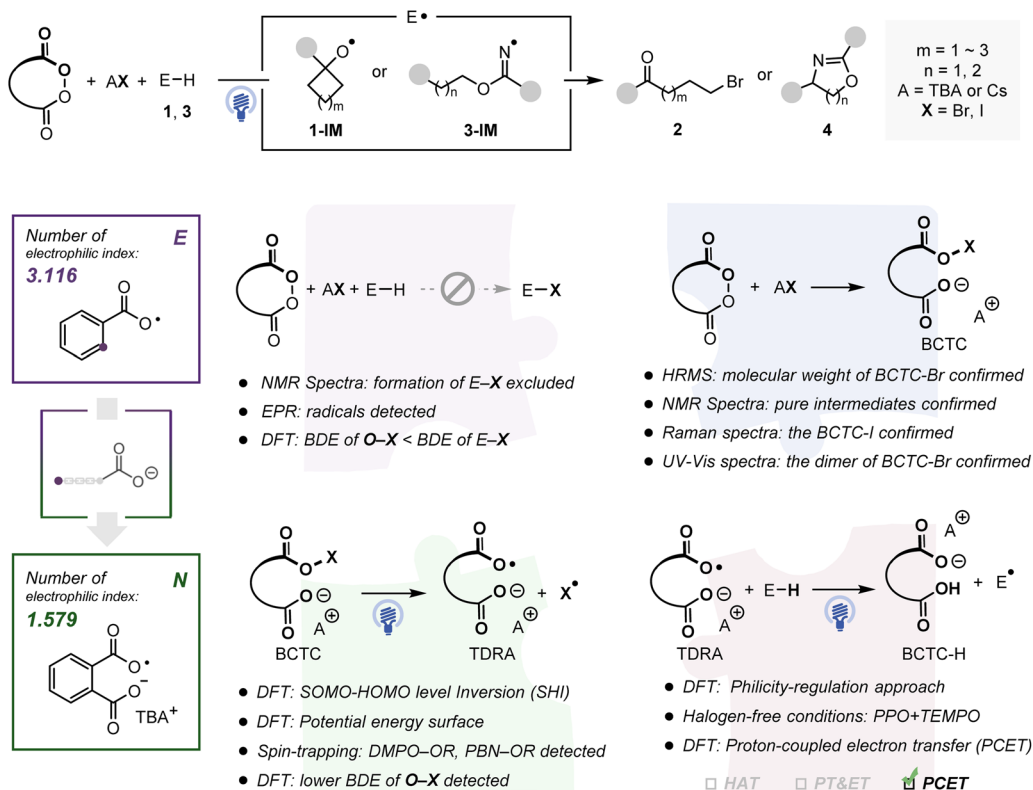 E•
O
O
O
O
+ AX + E–H
1, 3
O•
m
1-IM
or
N•
n
O
3-IM
O
m
Br
2
or
N
O
n
4
m = 1 ~ 3
n = 1, 2
A = TBA or Cs
X = Br, I
Number of E
electrophilic index:
3.116
O
O•
O
O⊖
Number of N
electrophilic index:
1.579
O
O•
O⁻
O
TBA⁺
O
O
O
O
+ AX + E–H
E–X
● NMR Spectra: formation of E–X excluded
● EPR: radicals detected
● DFT: BDE of O–X < BDE of E–X
O
O
O
O
+ AX
O
O–X
O⊖
O
A⊕
BCTC
● HRMS: molecular weight of BCTC-Br confirmed
● NMR Spectra: pure intermediates confirmed
● Raman spectra: the BCTC-I confirmed
● UV-Vis spectra: the dimer of BCTC-Br confirmed
O
O–X
O⊖
O
A⊕
BCTC
O
O•
O⊖
O
A⊕
TDRA
+ X•
● DFT: SOMO-HOMO level Inversion (SHI)
● DFT: Potential energy surface
● Spin-trapping: DMPO–OR, PBN–OR detected
● DFT: lower BDE of O–X detected
O
O•
O⊖
O
A⊕
TDRA
+ E–H
A⊕
O
O⊖
OH
O
BCTC-H
+ E•
● DFT: Philicity-regulation approach
● Halogen-free conditions: PPO+TEMPO
● DFT: Proton-coupled electron transfer (PCET)
HAT PT&ET PCET